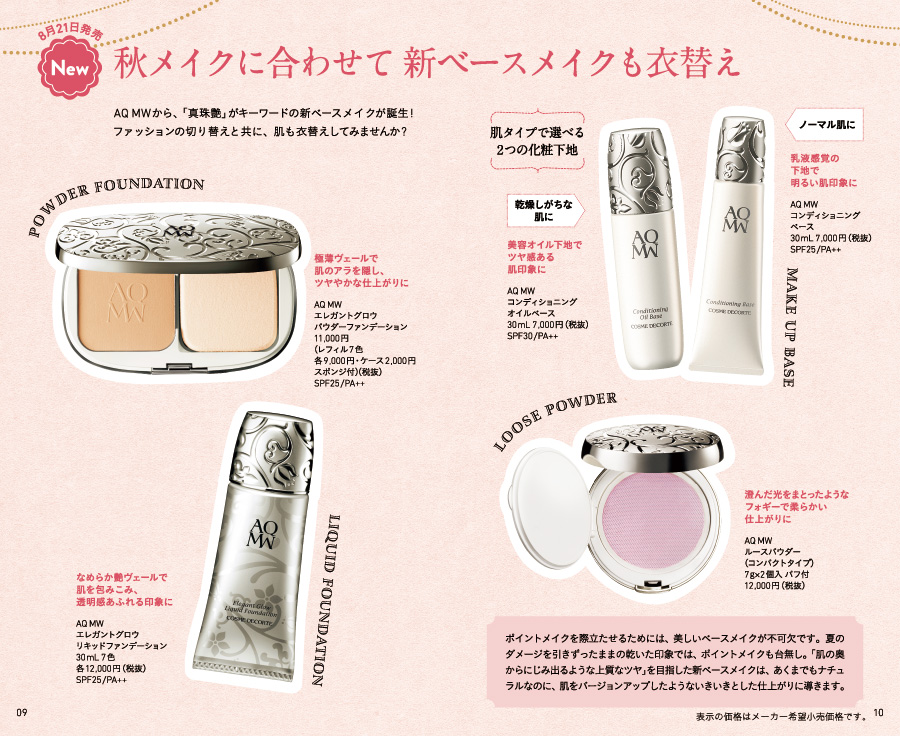 8月21日発売
New
秋メイクに合わせて 新ベースメイクも衣替え
AQ MWから、「真珠艶」がキーワードの新ベースメイクが誕生！
ファッションの切り替えと共に、肌も衣替えしてみませんか？
POWDER FOUNDATION
AQ
MW
極薄ヴェールで
肌のアラを隠し、
ツヤやかな仕上がりに
AQ MW
エレガントグロウ
パウダーファンデーション
11,000円
(レフィル7色
各9,000円・ケース2,000円
スポンジ付)(税抜)
SPF25/PA++
LIQUID FOUNDATION
AQ
MW
Elegant Glow
Liquid Foundation
COSME DECORTE
なめらか艶ヴェールで
肌を包みこみ、
透明感あふれる印象に
AQ MW
エレガントグロウ
リキッドファンデーション
30mL 7色
各12,000円(税抜)
SPF25/PA++
肌タイプで選べる
2つの化粧下地
乾燥しがちな
肌に
美容オイル下地で
ツヤ感ある
肌印象に
AQ MW
コンディショニング
オイルベース
30mL 7,000円(税抜)
SPF30/PA++
AQ
MW
Conditioning
Oil Base
COSME DECORTE
AQ
MW
Conditioning Base
COSME DECORTE
ノーマル肌に
乳液感覚の
下地で
明るい肌印象に
AQ MW
コンディショニング
ベース
30mL 7,000円(税抜)
SPF25/PA++
MAKE UP BASE
LOOSE POWDER
澄んだ光をまとったような
フォギーで柔らかい
仕上がりに
AQ MW
ルースパウダー
(コンパクトタイプ)
7g×2個入 パフ付
12,000円(税抜)
ポイントメイクを際立たせるためには、美しいベースメイクが不可欠です。夏の
ダメージを引きずったままの乾いた印象では、ポイントメイクも台無し。「肌の奥
からにじみ出るような上質なツヤ」を目指した新ベースメイクは、あくまでもナチュ
ラルなのに、肌をバージョンアップしたようないきいきとした仕上がりに導きます。
表示の価格はメーカー希望小売価格です。
09
10